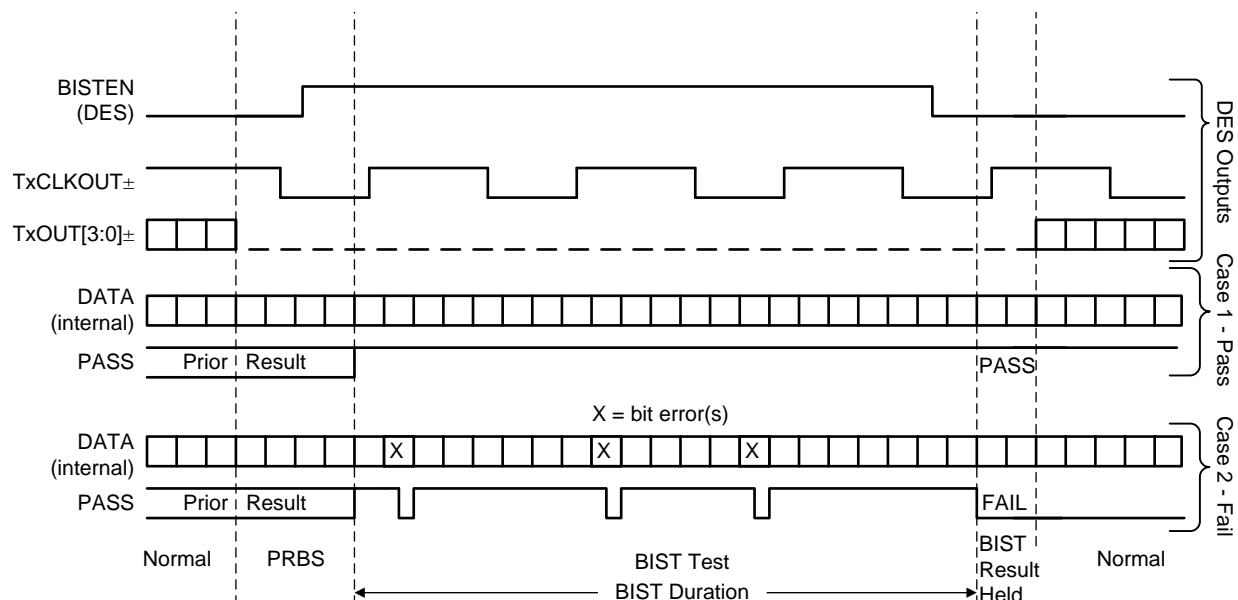 BISTEN
(DES)
TxCLKOUT±
TxOUT[3:0]±
DES Outputs
DATA
(internal)
PASS
Prior Result
PASS
Case 1 - Pass
X = bit error(s)
DATA
(internal)
X
X
X
PASS
Prior Result
FAIL
Case 2 - Fail
Normal
PRBS
BIST Test
BIST Duration
BIST
Result
Held
Normal